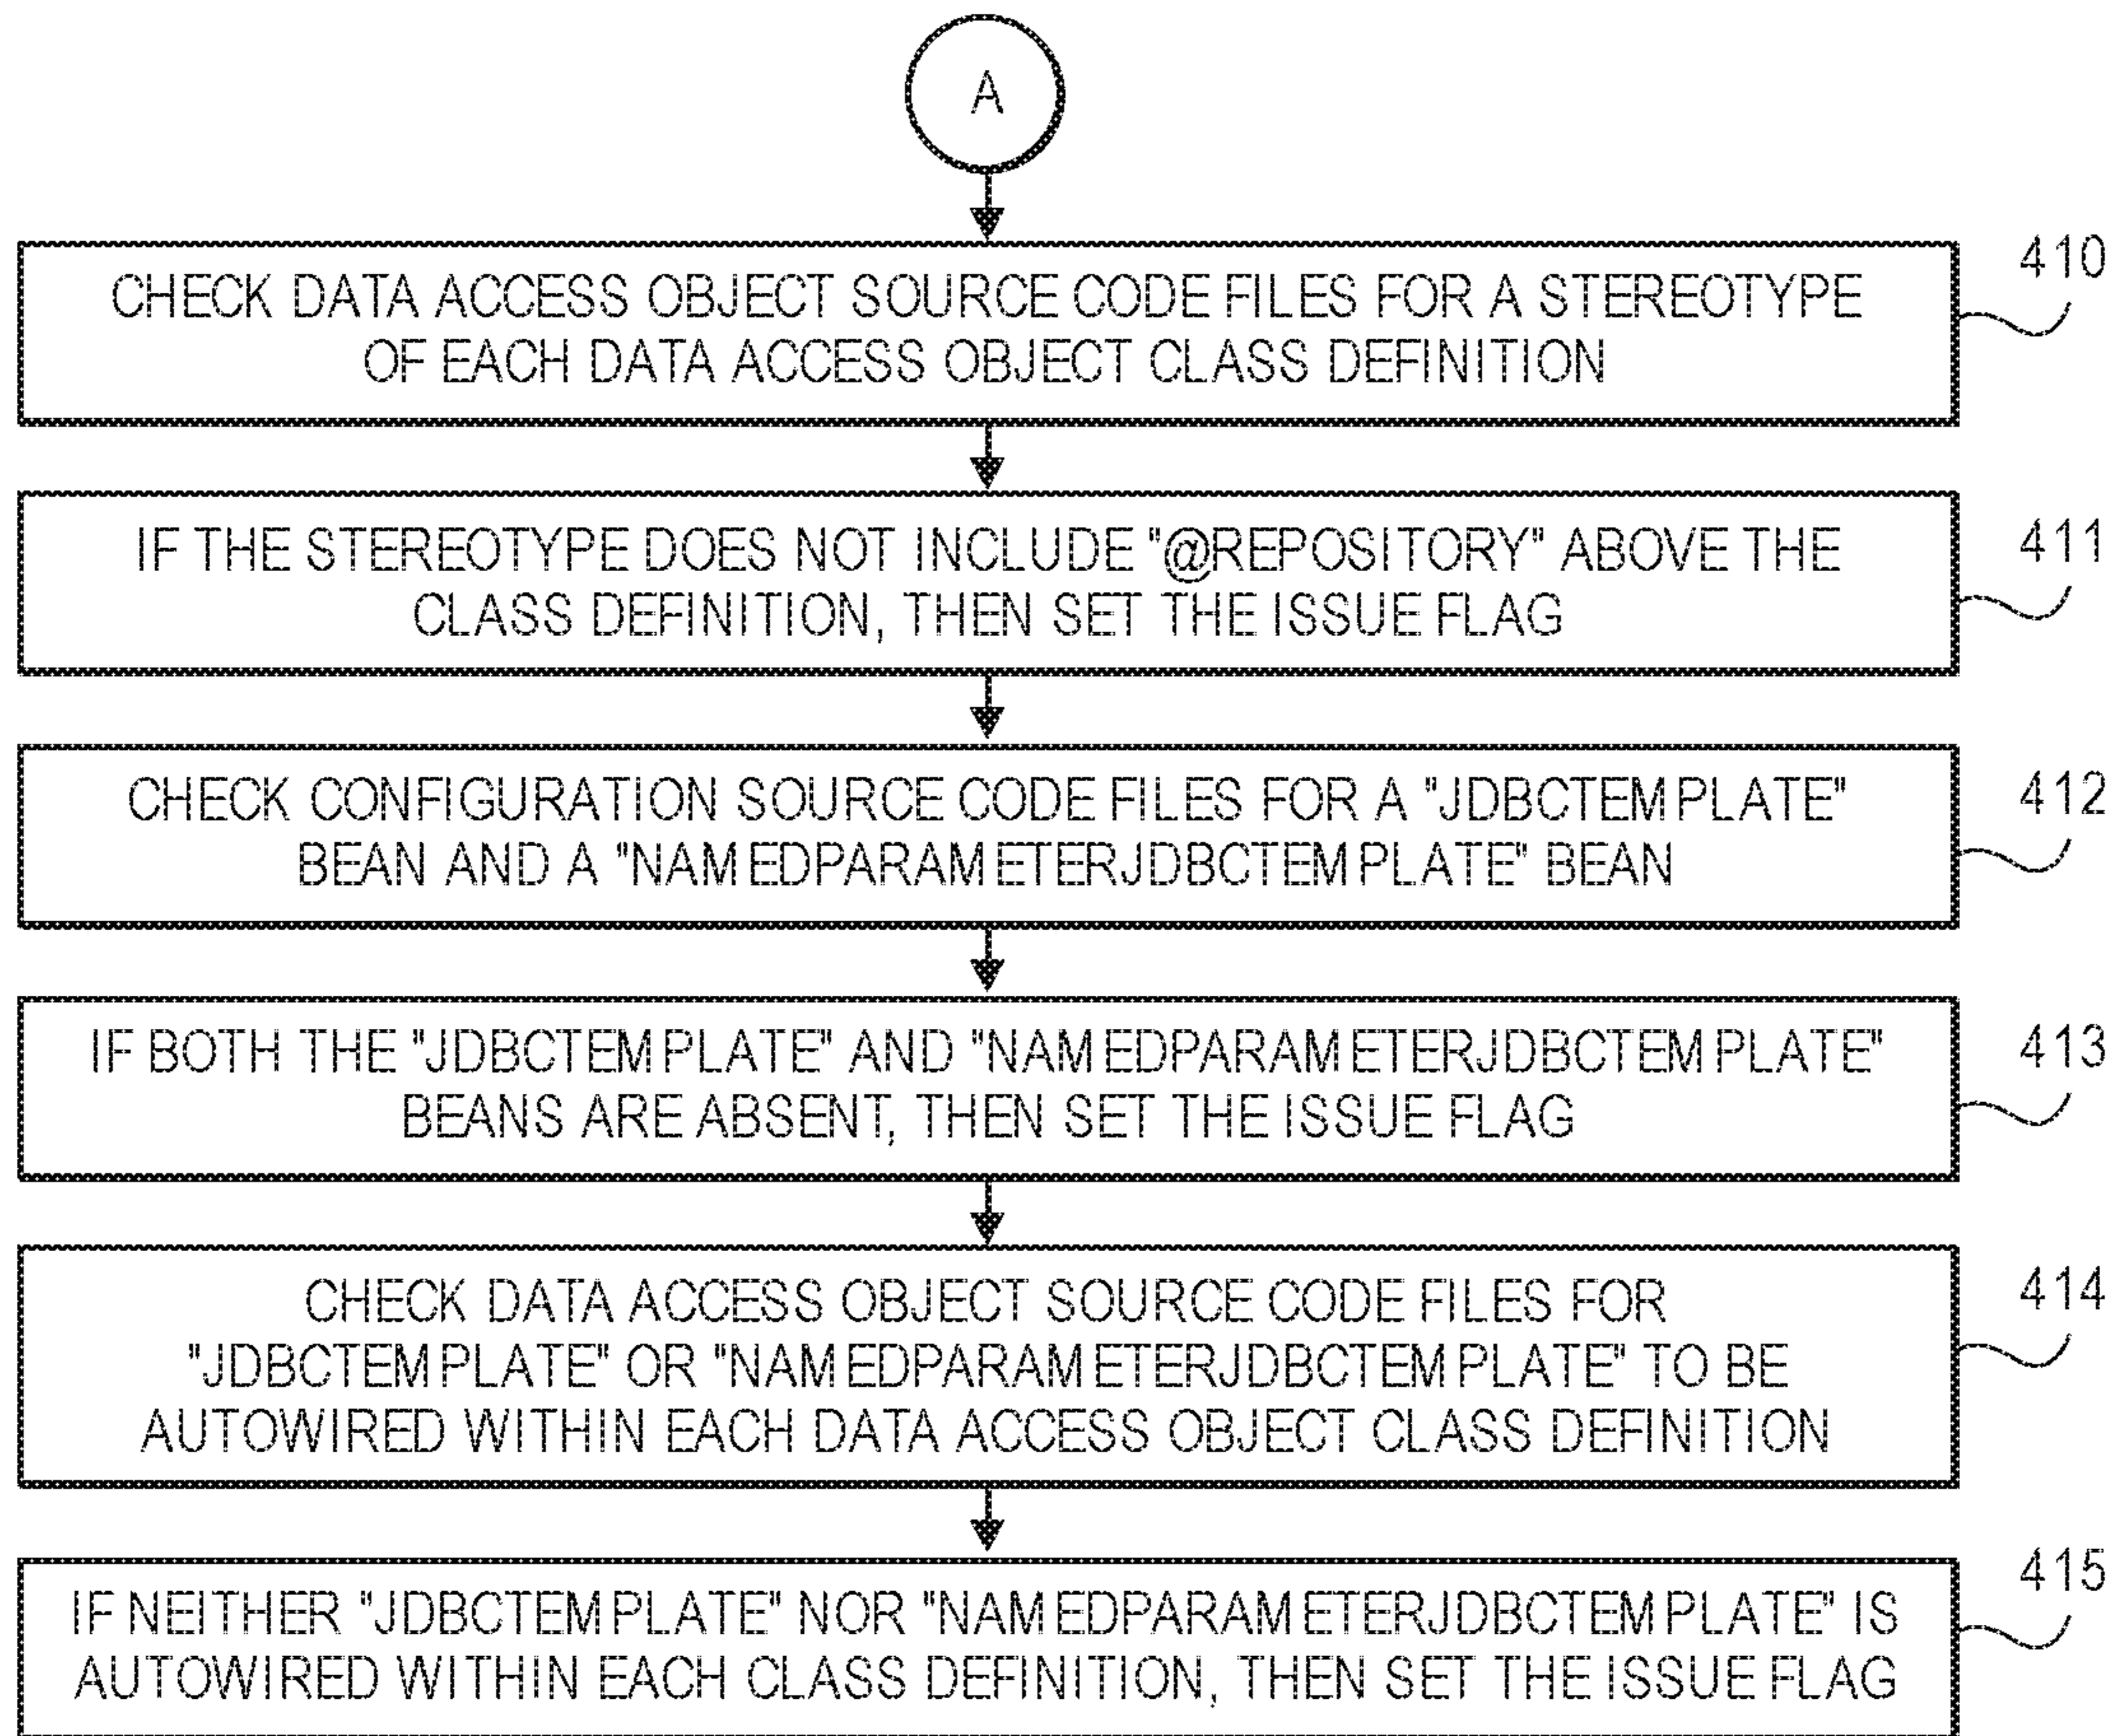 A
410
CHECK DATA ACCESS OBJECT SOURCE CODE FILES FOR A STEREOTYPE
OF EACH DATA ACCESS OBJECT CLASS DEFINITION
411
IF THE STEREOTYPE DOES NOT INCLUDE "@REPOSITORY" ABOVE THE
CLASS DEFINITION, THEN SET THE ISSUE FLAG
412
CHECK CONFIGURATION SOURCE CODE FILES FOR A "JDBCTEMPLATE"
BEAN AND A "NAMEDPARAMETERJDBCTEMPLATE" BEAN
413
IF BOTH THE "JDBCTEMPLATE" AND "NAMEDPARAMETERJDBCTEMPLATE"
BEANS ARE ABSENT, THEN SET THE ISSUE FLAG
414
CHECK DATA ACCESS OBJECT SOURCE CODE FILES FOR
"JDBCTEMPLATE" OR "NAMEDPARAMETERJDBCTEMPLATE" TO BE
AUTOWIRED WITHIN EACH DATA ACCESS OBJECT CLASS DEFINITION
415
IF NEITHER "JDBCTEMPLATE" NOR "NAMEDPARAMETERJDBCTEMPLATE" IS
AUTOWIRED WITHIN EACH CLASS DEFINITION, THEN SET THE ISSUE FLAG